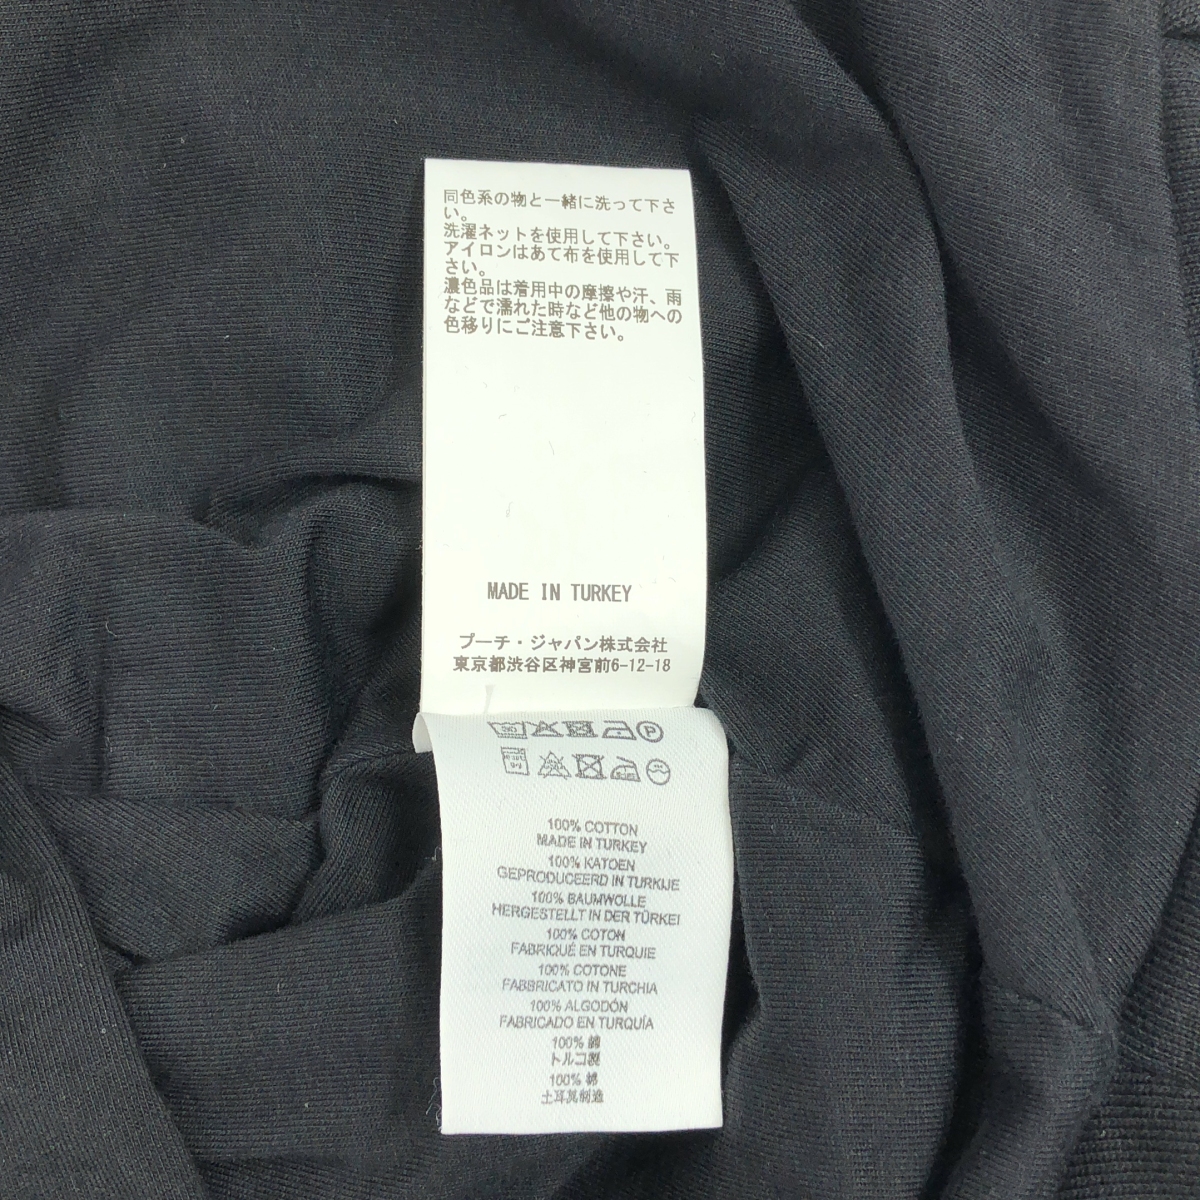 同色系の物と一緒に洗って下さ
い。
洗濯ネットを使用して下さい。
アイロンはあて布を使用して下
さい。
濃色品は着用中の摩擦や汗、雨
などで濡れた時など他の物への
色移りにご注意下さい。
MADE IN TURKEY
プーチ・ジャパン株式会社
東京都渋谷区神宮前6-12-18
100% COTTON
MADE IN TURKEY
100% KATOEN
GEPRODUCEERD IN TURKIJE
100% BAUMWOLLE
HERGESTELLT IN DER TÜRKEI
100% COTON
FABRIQUÉ EN TURQUIE
100% COTONE
FABBRICATO IN TURCHIA
100% ALGODÓN
FABRICADO EN TURQUÍA
100% 綿
トルコ製
100% 棉
土耳其制造